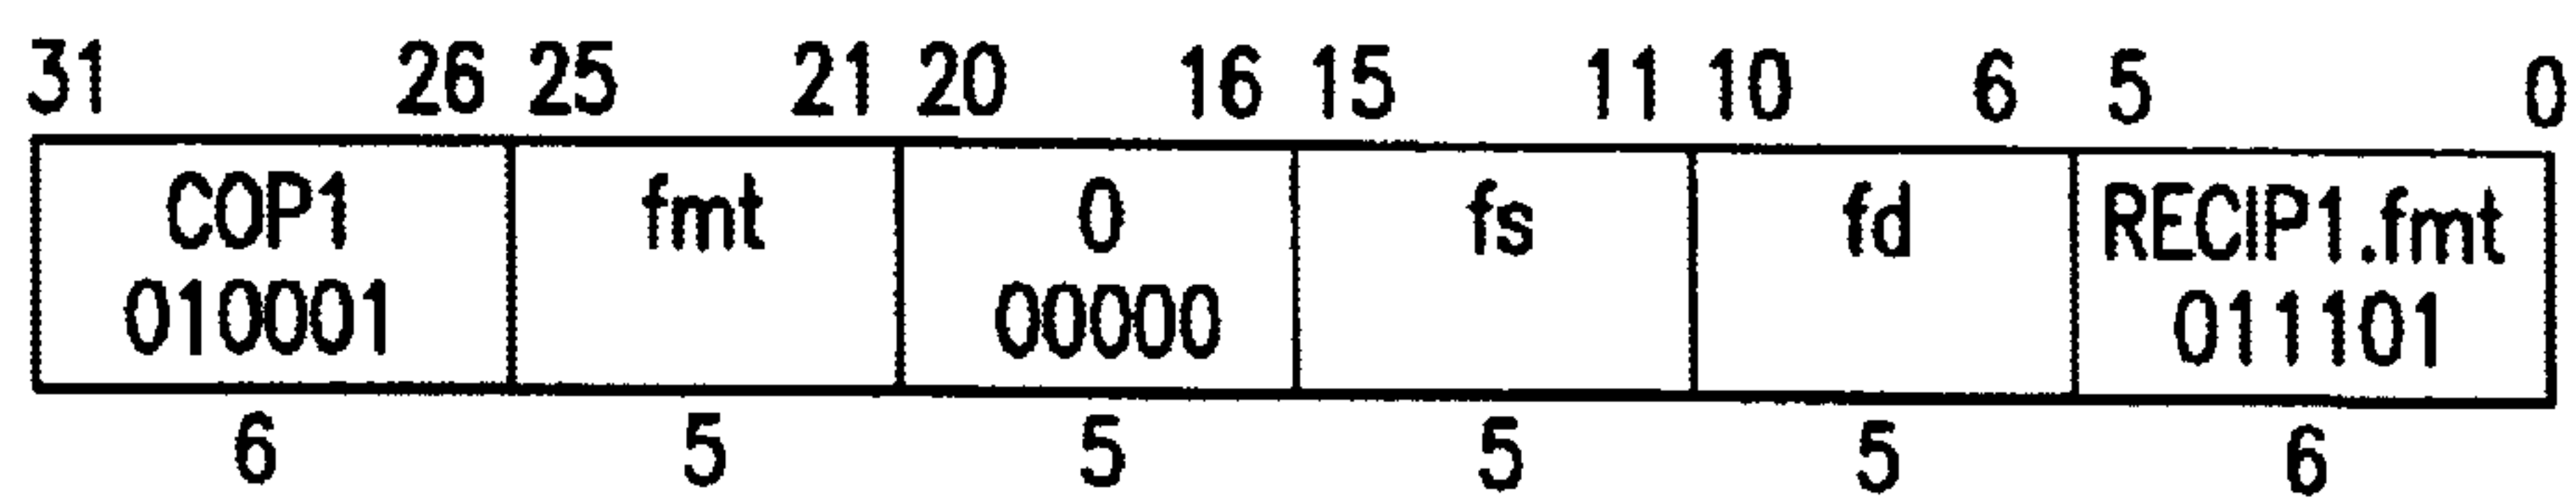 31 26 25 21 20 16 15 11 10 6 5 0
COP1 fmt 0 fs fd RECIP1.fmt
010001 00000 011101
6 5 5 5 5 6